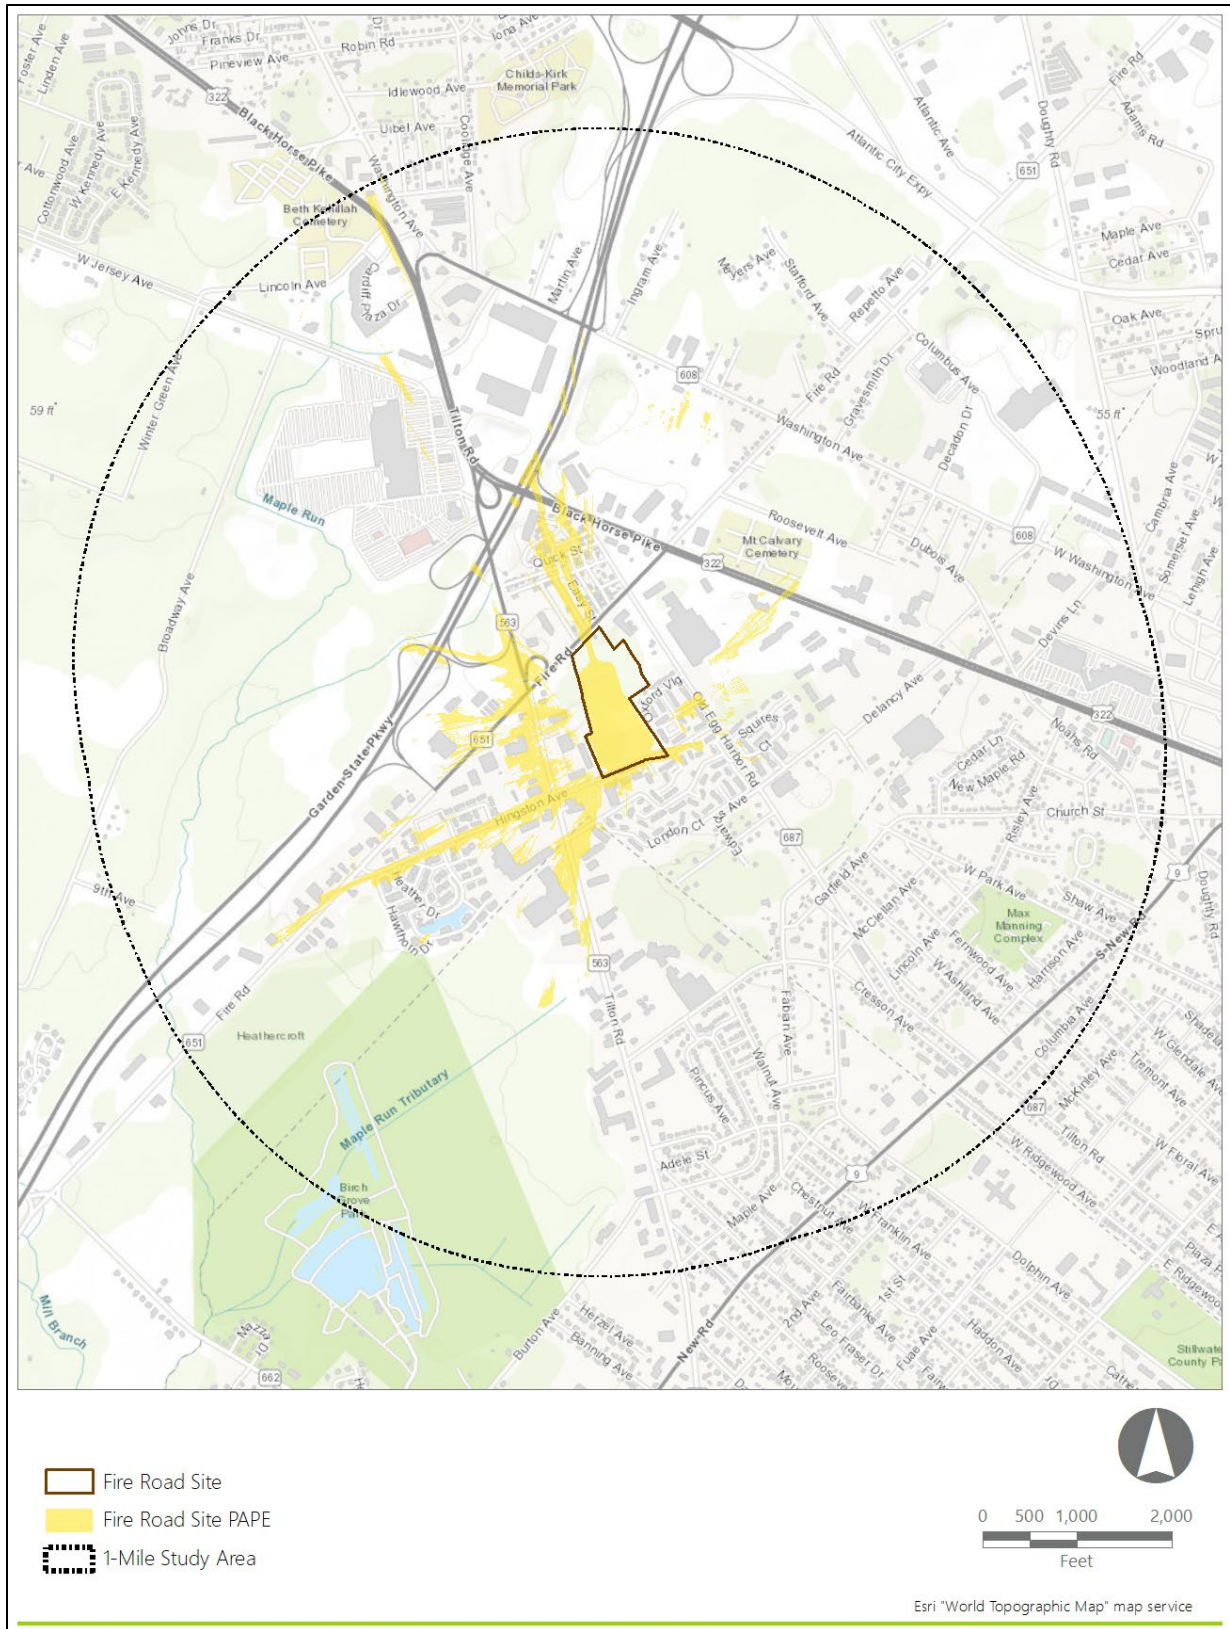 Johns Dr
Franks Dr
Pineview Ave
Robin Rd
Iona Ave
Foster Ave
Linden Ave
322
Black Horse Pike
Idlewood Ave
Childs-Kirk
Memorial Park
Uibel Ave
Coolidge Ave
Washington Ave
Cottonwood Ave
W Kennedy Ave
E Kennedy Ave
Atlantic Ave
Atlantic City Expy
Doughty Rd
Fire Rd
Adams Rd
651
Beth Kehillah
Cemetery
W Jersey Ave
Lincoln Ave
Cardiff Plaza Dr
Martin Ave
Ingram Ave
Meyers Ave
Stafford Ave
Repetto Ave
Maple Ave
Cedar Ave
Oak Ave
Woodland A
Winter Green Ave
59 ft
Tilton Rd
608
Fire Rd
Gravesmith Dr
Columbus Ave
Decadon Dr
55 ft
Washington Ave
Maple Run
Black Horse Pike
Quick St
Easy St
322
Mt Calvary
Cemetery
Roosevelt Ave
Dubois Ave
608
W Washington Ave
Cambria Ave
Somerset Ave
Lehigh Ave
Devins Ln
Broadway Ave
563
Fire Rd
651
Garden State Pkwy
Oxford Vlg
Old Egg Harbor Rd
Squires Ct
Delancy Ave
322
Noahs Rd
Cedar Ln
New Maple Rd
Risley Ave
Church St
Hingston Ave
London Ct
Edwards Ave
687
Garfield Ave
McClellan Ave
W Park Ave
Shaw Ave
9
Doughty Rd
Max
Manning
Complex
S New Rd
9th Ave
Heather Dr
Hawthorn Dr
Lincoln Ave
Fernwood Ave
W Ashland Ave
Harrison Ave
Cresson Ave
Columbia Ave
563
Tilton Rd
Fabian Ave
Walnut Ave
Pincus Ave
Fire Rd
651
Heathercroft
Maple Run Tributary
Birch
Grove
Park
Adele St
Maple Ave
9
Chestnut Ave
W Franklin Ave
687
McKinley Ave
Tremont Ave
W Glendale Ave
Tilton Rd
W Ridgewood Ave
W Floral Ave
Dolphin Ave
1st St
2nd Ave
Fairbanks Ave
Leo Fraser Dr
Haddon Ave
New Rd
Mill Branch
Mazza Dr
662
Burton Ave
Herzel Ave
Banning Ave
Stillwate
County P
Fire Road Site
Fire Road Site PAPE
1-Mile Study Area
0 500 1,000 2,000
Feet
Esri "World Topographic Map" map service